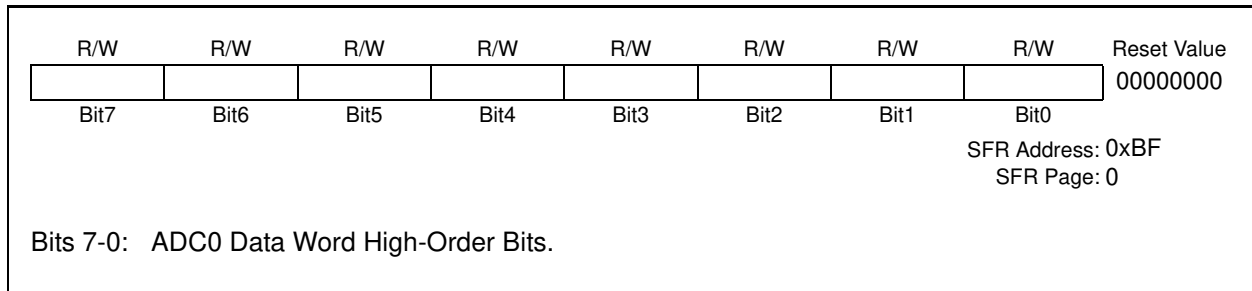 R/W R/W R/W R/W R/W R/W R/W R/W Reset Value
00000000
Bit7 Bit6 Bit5 Bit4 Bit3 Bit2 Bit1 Bit0
SFR Address: 0xBF
SFR Page: 0
Bits 7-0: ADC0 Data Word High-Order Bits.